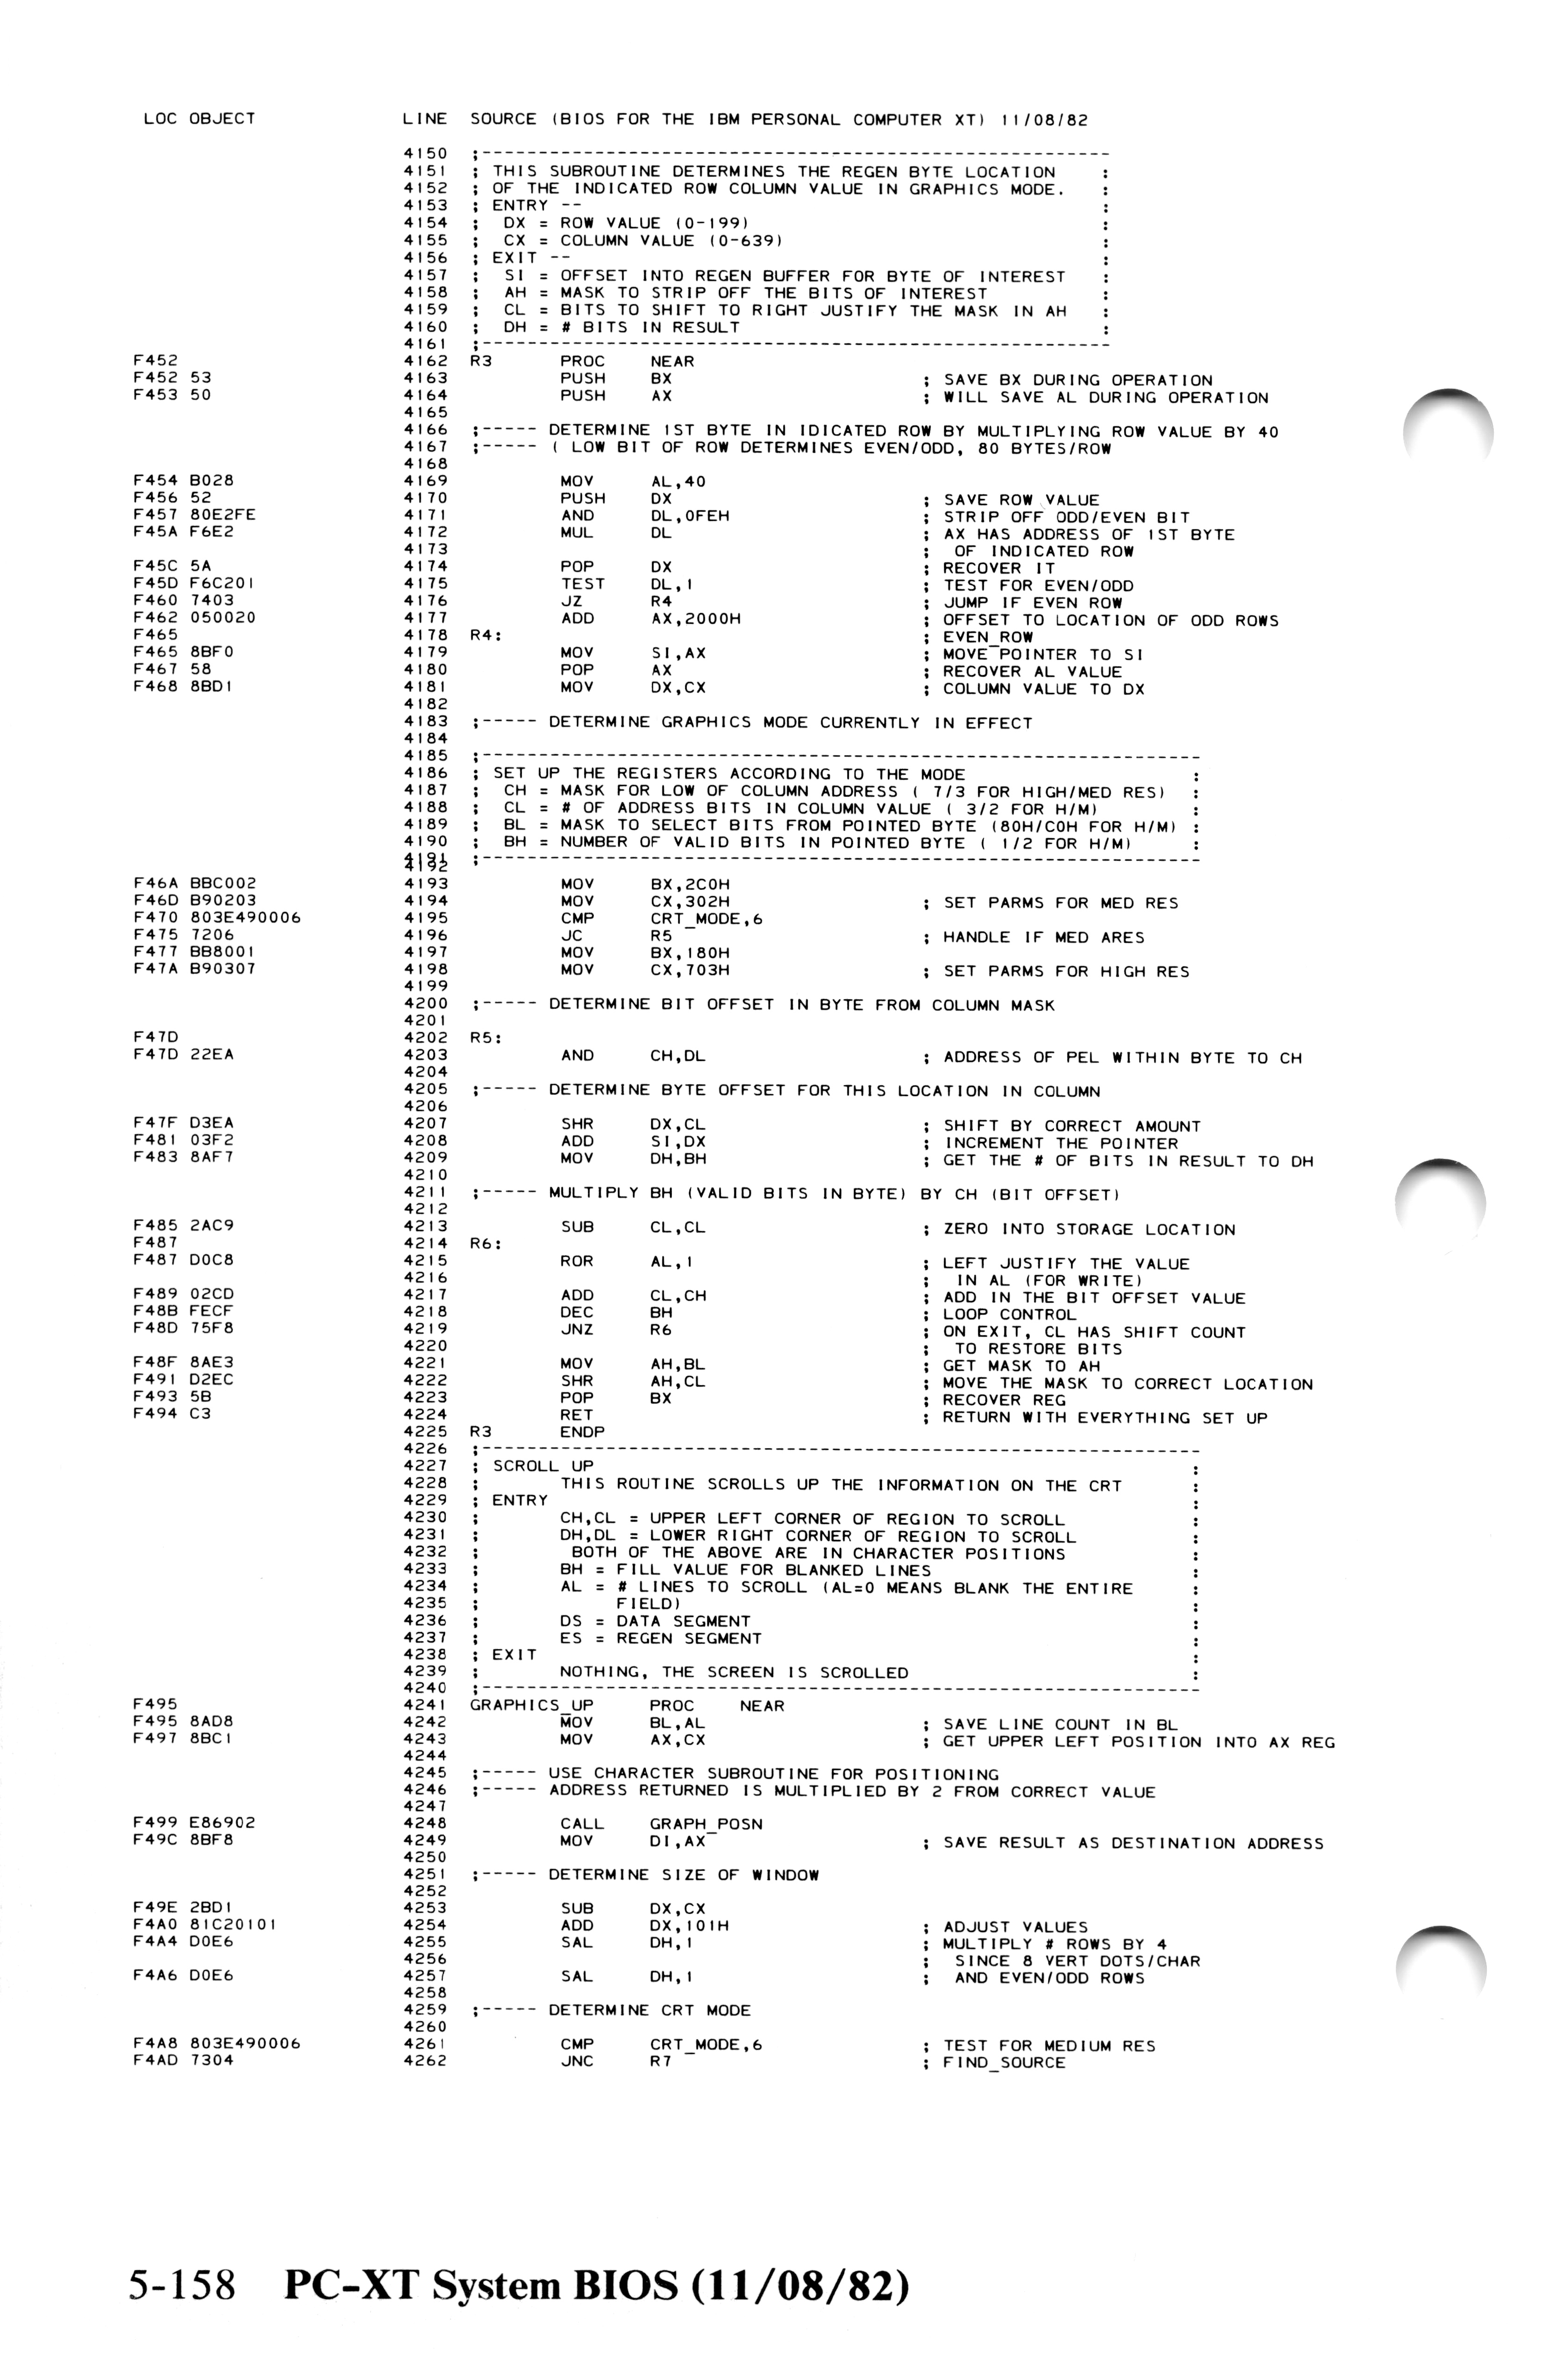 LOC OBJECT LINE SOURCE (BIOS FOR THE IBM PERSONAL COMPUTER XT) 11/08/82
4150 ;--------------------------------------------------------
4151 ; THIS SUBROUTINE DETERMINES THE REGEN BYTE LOCATION :
4152 ; OF THE INDICATED ROW COLUMN VALUE IN GRAPHICS MODE. :
4153 ; ENTRY -- :
4154 ; DX = ROW VALUE (0-199) :
4155 ; CX = COLUMN VALUE (0-639) :
4156 ; EXIT -- :
4157 ; SI = OFFSET INTO REGEN BUFFER FOR BYTE OF INTEREST :
4158 ; AH = MASK TO STRIP OFF THE BITS OF INTEREST :
4159 ; CL = BITS TO SHIFT TO RIGHT JUSTIFY THE MASK IN AH :
4160 ; DH = # BITS IN RESULT :
4161 ;--------------------------------------------------------
F452 4162 R3 PROC NEAR
F452 53 4163 PUSH BX ; SAVE BX DURING OPERATION
F453 50 4164 PUSH AX ; WILL SAVE AL DURING OPERATION
4165
4166 ;----- DETERMINE 1ST BYTE IN IDICATED ROW BY MULTIPLYING ROW VALUE BY 40
4167 ;----- ( LOW BIT OF ROW DETERMINES EVEN/ODD, 80 BYTES/ROW
4168
F454 B028 4169 MOV AL,40
F456 52 4170 PUSH DX ; SAVE ROW VALUE
F457 80E2FE 4171 AND DL,0FEH ; STRIP OFF ODD/EVEN BIT
F45A F6E2 4172 MUL DL ; AX HAS ADDRESS OF 1ST BYTE
4173 ; OF INDICATED ROW
F45C 5A 4174 POP DX ; RECOVER IT
F45D F6C201 4175 TEST DL,1 ; TEST FOR EVEN/ODD
F460 7403 4176 JZ R4 ; JUMP IF EVEN ROW
F462 050020 4177 ADD AX,2000H ; OFFSET TO LOCATION OF ODD ROWS
F465 4178 R4: ; EVEN_ROW
F465 8BF0 4179 MOV SI,AX ; MOVE POINTER TO SI
F467 58 4180 POP AX ; RECOVER AL VALUE
F468 8BD1 4181 MOV DX,CX ; COLUMN VALUE TO DX
4182
4183 ;----- DETERMINE GRAPHICS MODE CURRENTLY IN EFFECT
4184
4185 ;----------------------------------------------------------------
4186 ; SET UP THE REGISTERS ACCORDING TO THE MODE :
4187 ; CH = MASK FOR LOW OF COLUMN ADDRESS ( 7/3 FOR HIGH/MED RES) :
4188 ; CL = # OF ADDRESS BITS IN COLUMN VALUE ( 3/2 FOR H/M) :
4189 ; BL = MASK TO SELECT BITS FROM POINTED BYTE (80H/C0H FOR H/M) :
4190 ; BH = NUMBER OF VALID BITS IN POINTED BYTE ( 1/2 FOR H/M) :
4191 ;----------------------------------------------------------------
4192
F46A BBC002 4193 MOV BX,2C0H
F46D B90203 4194 MOV CX,302H ; SET PARMS FOR MED RES
F470 803E490006 4195 CMP CRT_MODE,6
F475 7206 4196 JC R5 ; HANDLE IF MED ARES
F477 BB8001 4197 MOV BX,180H
F47A B90307 4198 MOV CX,703H ; SET PARMS FOR HIGH RES
4199
4200 ;----- DETERMINE BIT OFFSET IN BYTE FROM COLUMN MASK
4201
F47D 4202 R5:
F47D 22EA 4203 AND CH,DL ; ADDRESS OF PEL WITHIN BYTE TO CH
4204
4205 ;----- DETERMINE BYTE OFFSET FOR THIS LOCATION IN COLUMN
4206
F47F D3EA 4207 SHR DX,CL ; SHIFT BY CORRECT AMOUNT
F481 03F2 4208 ADD SI,DX ; INCREMENT THE POINTER
F483 8AF7 4209 MOV DH,BH ; GET THE # OF BITS IN RESULT TO DH
4210
4211 ;----- MULTIPLY BH (VALID BITS IN BYTE) BY CH (BIT OFFSET)
4212
F485 2AC9 4213 SUB CL,CL ; ZERO INTO STORAGE LOCATION
F487 4214 R6:
F487 D0C8 4215 ROR AL,1 ; LEFT JUSTIFY THE VALUE
4216 ; IN AL (FOR WRITE)
F489 02CD 4217 ADD CL,CH ; ADD IN THE BIT OFFSET VALUE
F48B FECF 4218 DEC BH ; LOOP CONTROL
F48D 75F8 4219 JNZ R6 ; ON EXIT, CL HAS SHIFT COUNT
4220 ; TO RESTORE BITS
F48F 8AE3 4221 MOV AH,BL ; GET MASK TO AH
F491 D2EC 4222 SHR AH,CL ; MOVE THE MASK TO CORRECT LOCATION
F493 5B 4223 POP BX ; RECOVER REG
F494 C3 4224 RET ; RETURN WITH EVERYTHING SET UP
4225 R3 ENDP
4226 ;----------------------------------------------------------------
4227 ; SCROLL UP :
4228 ; THIS ROUTINE SCROLLS UP THE INFORMATION ON THE CRT :
4229 ; ENTRY :
4230 ; CH,CL = UPPER LEFT CORNER OF REGION TO SCROLL :
4231 ; DH,DL = LOWER RIGHT CORNER OF REGION TO SCROLL :
4232 ; BOTH OF THE ABOVE ARE IN CHARACTER POSITIONS :
4233 ; BH = FILL VALUE FOR BLANKED LINES :
4234 ; AL = # LINES TO SCROLL (AL=0 MEANS BLANK THE ENTIRE :
4235 ; FIELD) :
4236 ; DS = DATA SEGMENT :
4237 ; ES = REGEN SEGMENT :
4238 ; EXIT :
4239 ; NOTHING, THE SCREEN IS SCROLLED :
4240 ;----------------------------------------------------------------
F495 4241 GRAPHICS_UP PROC NEAR
F495 8AD8 4242 MOV BL,AL ; SAVE LINE COUNT IN BL
F497 8BC1 4243 MOV AX,CX ; GET UPPER LEFT POSITION INTO AX REG
4244
4245 ;----- USE CHARACTER SUBROUTINE FOR POSITIONING
4246 ;----- ADDRESS RETURNED IS MULTIPLIED BY 2 FROM CORRECT VALUE
4247
F499 E86902 4248 CALL GRAPH_POSN
F49C 8BF8 4249 MOV DI,AX ; SAVE RESULT AS DESTINATION ADDRESS
4250
4251 ;----- DETERMINE SIZE OF WINDOW
4252
F49E 2BD1 4253 SUB DX,CX
F4A0 81C20101 4254 ADD DX,101H ; ADJUST VALUES
F4A4 D0E6 4255 SAL DH,1 ; MULTIPLY # ROWS BY 4
4256 ; SINCE 8 VERT DOTS/CHAR
F4A6 D0E6 4257 SAL DH,1 ; AND EVEN/ODD ROWS
4258
4259 ;----- DETERMINE CRT MODE
4260
F4A8 803E490006 4261 CMP CRT_MODE,6 ; TEST FOR MEDIUM RES
F4AD 7304 4262 JNC R7 ; FIND_SOURCE
5-158 PC-XT System BIOS (11/08/82)